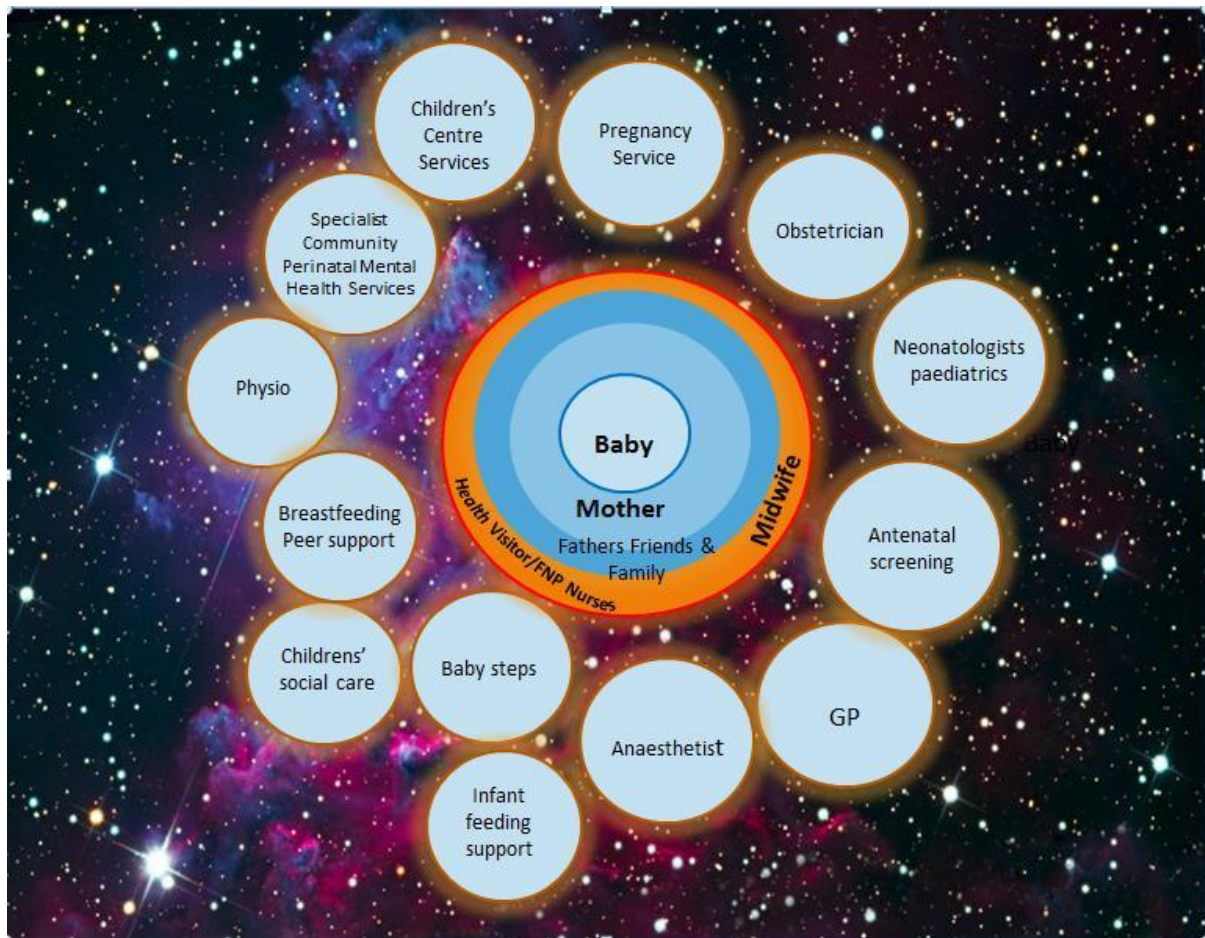 Children's
Centre
Services
Pregnancy
Service
Obstetrician
Specialist
Community
Perinatal Mental
Health Services
Neonatologists
paediatrics
Physio
Baby
Baby
Mother
Fathers Friends &
Family
Health Visitor/FNP Nurses
Midwife
Breastfeeding
Peer support
Antenatal
screening
Childrens'
social care
Baby steps
GP
Anaesthetist
Infant
feeding
support